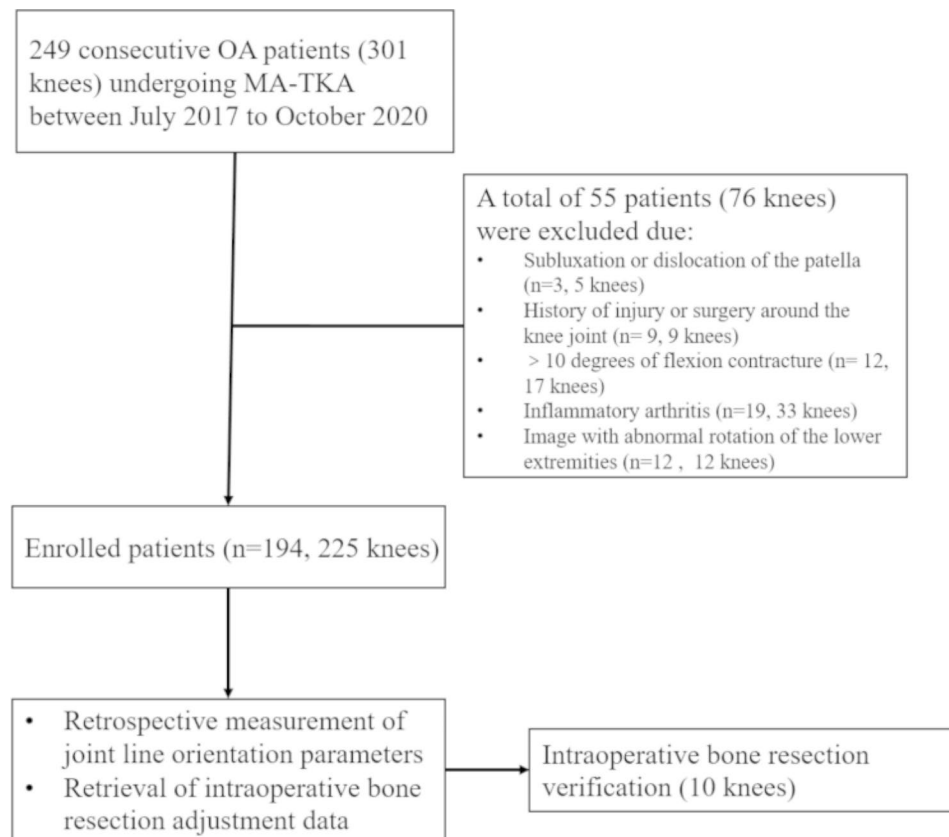 249 consecutive OA patients (301
knees) undergoing MA-TKA
between July 2017 to October 2020
A total of 55 patients (76 knees)
were excluded due:
• Subluxation or dislocation of the patella
(n=3, 5 knees)
• History of injury or surgery around the
knee joint (n= 9, 9 knees)
• > 10 degrees of flexion contracture (n= 12,
17 knees)
• Inflammatory arthritis (n=19, 33 knees)
• Image with abnormal rotation of the lower
extremities (n=12 , 12 knees)
Enrolled patients (n=194, 225 knees)
• Retrospective measurement of
joint line orientation parameters
• Retrieval of intraoperative bone
resection adjustment data
Intraoperative bone resection
verification (10 knees)